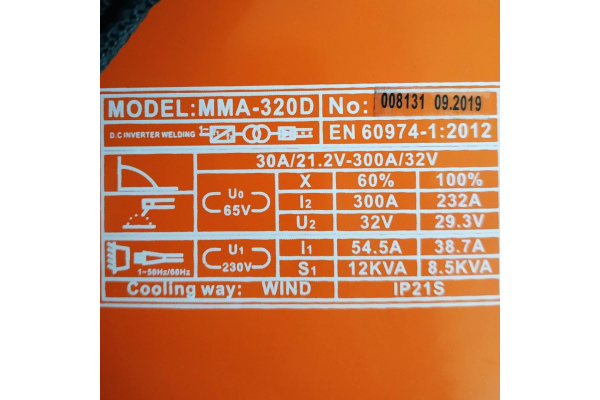 MODEL:MMA-320D No: 008131 09.2019
D.C INVERTER WELDING 1~ EN 60974-1:2012
30A/21.2V-300A/32V
U0 65V X 60% 100%
I2 300A 232A
U2 32V 29.3V
1~50Hz/60Hz U1 230V I1 54.5A 38.7A
S1 12KVA 8.5KVA
Cooling way: WIND IP21S